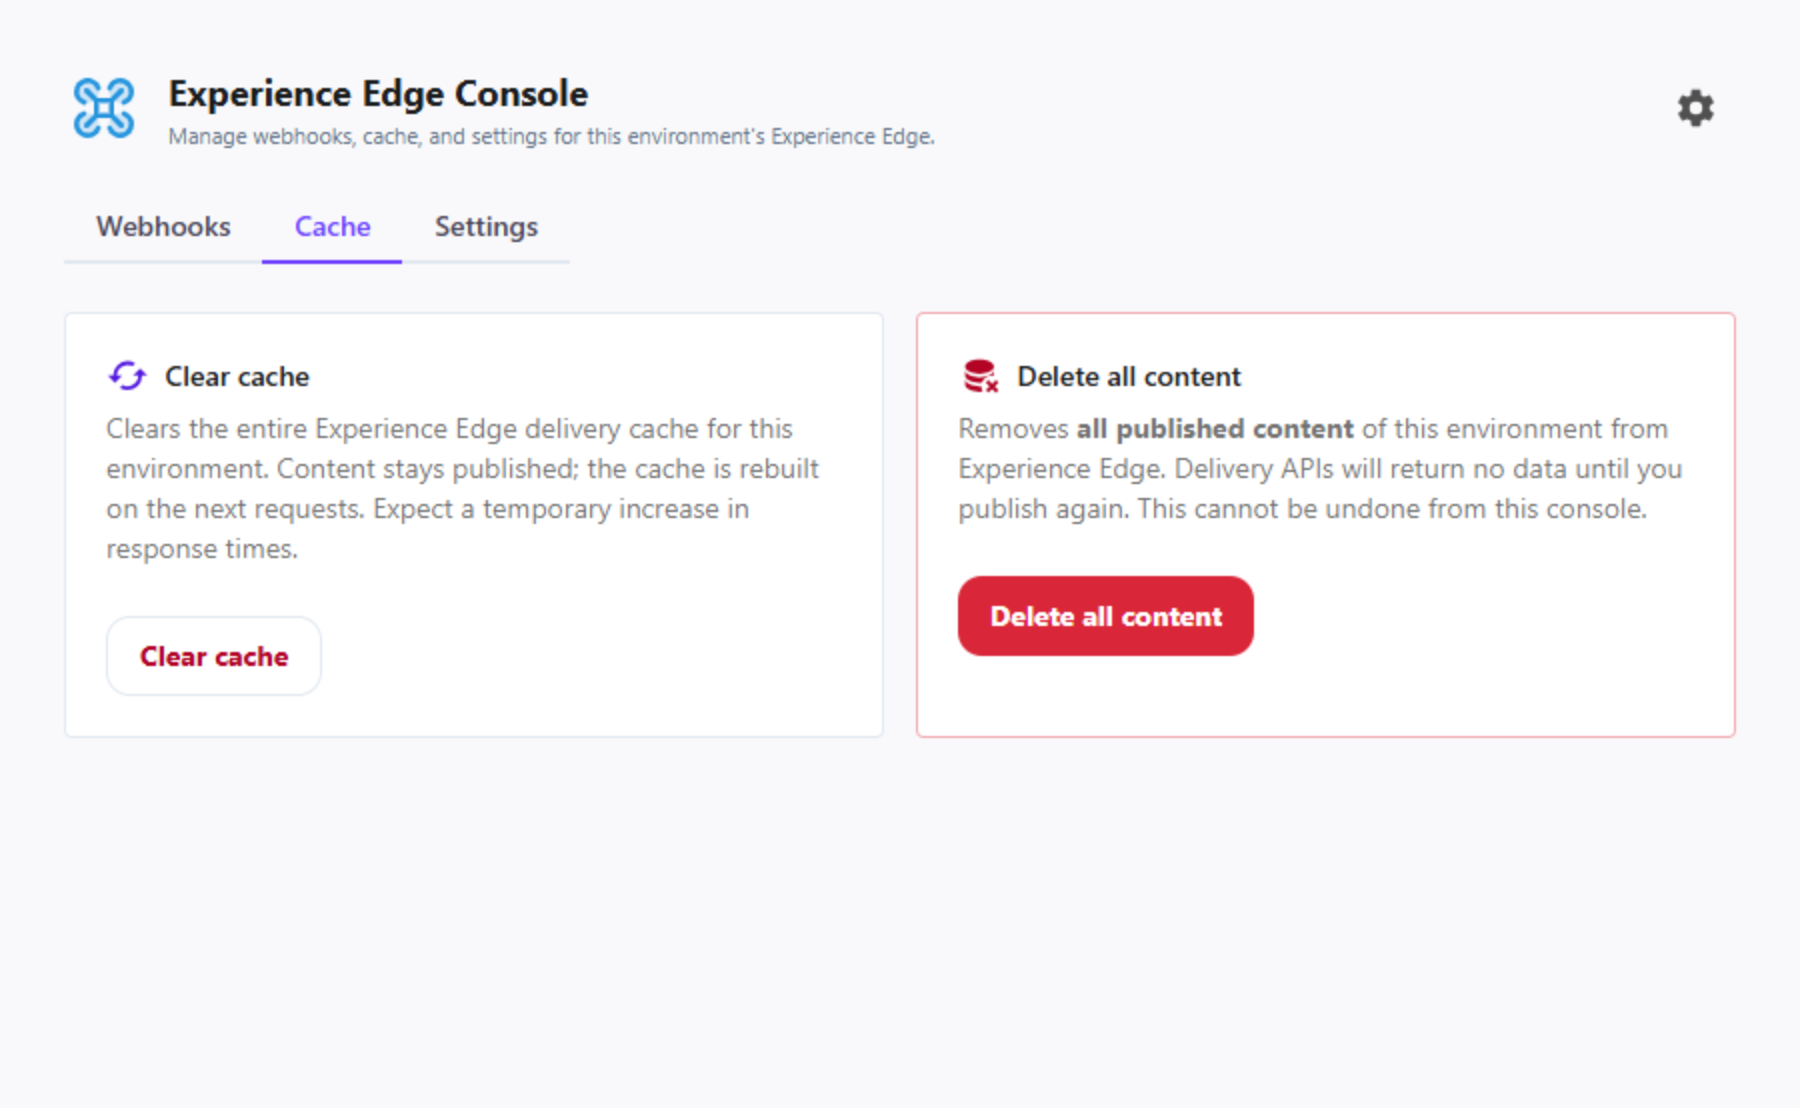 Experience Edge Console
Manage webhooks, cache, and settings for this environment's Experience Edge.
Webhooks Cache Settings
Clear cache
Clears the entire Experience Edge delivery cache for this
environment. Content stays published; the cache is rebuilt
on the next requests. Expect a temporary increase in
response times.
Clear cache
Delete all content
Removes all published content of this environment from
Experience Edge. Delivery APIs will return no data until you
publish again. This cannot be undone from this console.
Delete all content